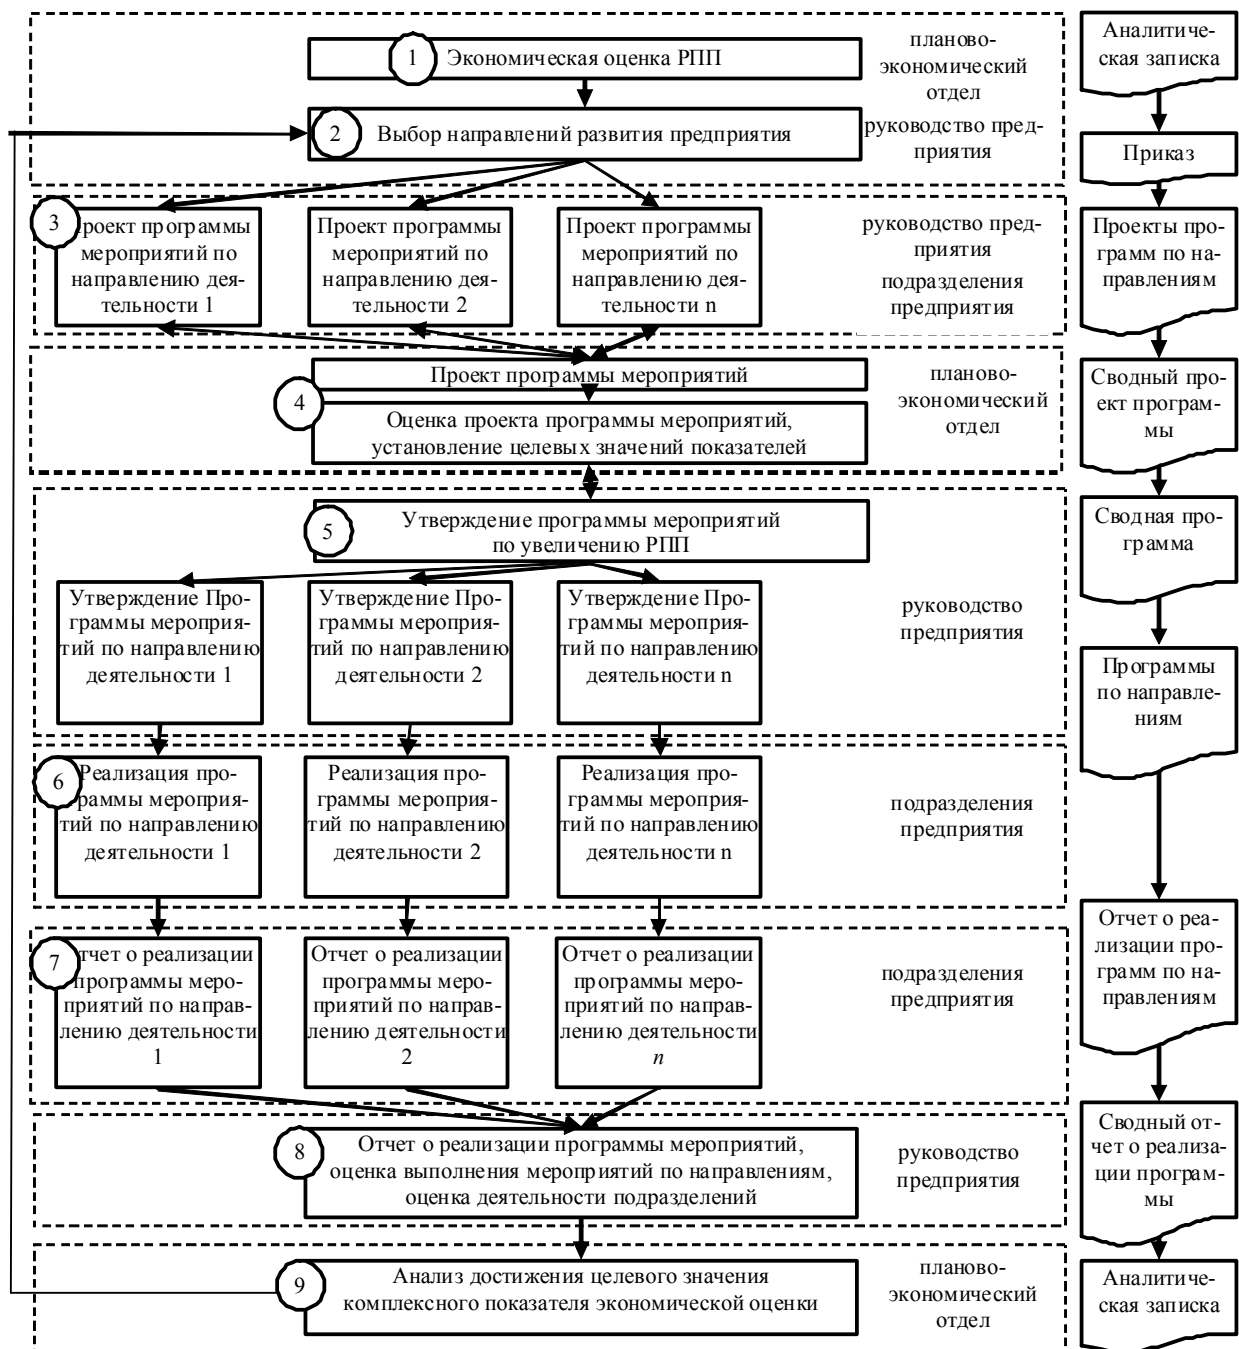 1
Экономическая оценка РПП
планово-
экономический
отдел
Аналитиче-
ская записка
2
Выбор направлений развития предприятия
руководство пред-
приятия
Приказ
3
Проект программы
мероприятий по
направлению дея-
тельности 1
Проект программы
мероприятий по
направлению дея-
тельности 2
Проект программы
мероприятий по
направлению дея-
тельности n
руководство пред-
приятия
подразделения
предприятия
Проекты про-
грамм по на-
правлениям
4
Проект программы мероприятий
Оценка проекта программы мероприятий,
установление целевых значений показателей
планово-
экономический
отдел
Сводный про-
ект програм-
мы
5
Утверждение программы мероприятий
по увеличению РПП
Сводная про-
грамма
Утверждение Про-
граммы мероприя-
тий по направлению
деятельности 1
Утверждение Про-
граммы мероприя-
тий по направлению
деятельности 2
Утверждение Про-
граммы мероприя-
тий по направлению
деятельности n
руководство
предприятия
Программы
по направле-
ниям
6
Реализация про-
граммы мероприя-
тий по направлению
деятельности 1
Реализация про-
граммы мероприя-
тий по направлению
деятельности 2
Реализация про-
граммы мероприя-
тий по направлению
деятельности n
подразделения
предприятия
7
Отчет о реализации
программы меро-
приятий по направ-
лению деятельности
1
Отчет о реализации
программы меро-
приятий по направ-
лению деятельности
2
Отчет о реализации
программы меро-
приятий по направ-
лению деятельности
n
подразделения
предприятия
Отчет о реа-
лизации про-
грамм по на-
правлениям
8
Отчет о реализации программы мероприятий,
оценка выполнения мероприятий по направлениям,
оценка деятельности подразделений
руководство
предприятия
Сводный от-
чет о реализа-
ции програм-
мы
9
Анализ достижения целевого значения
комплексного показателя экономической оценки
планово-
экономический
отдел
Аналитиче-
ская записка